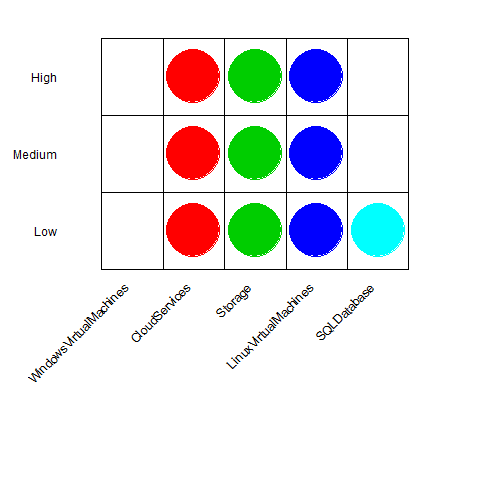 High
Medium
Low
WindowsVirtualMachines
CloudServices
Storage
LinuxVirtualMachines
SQLDatabase